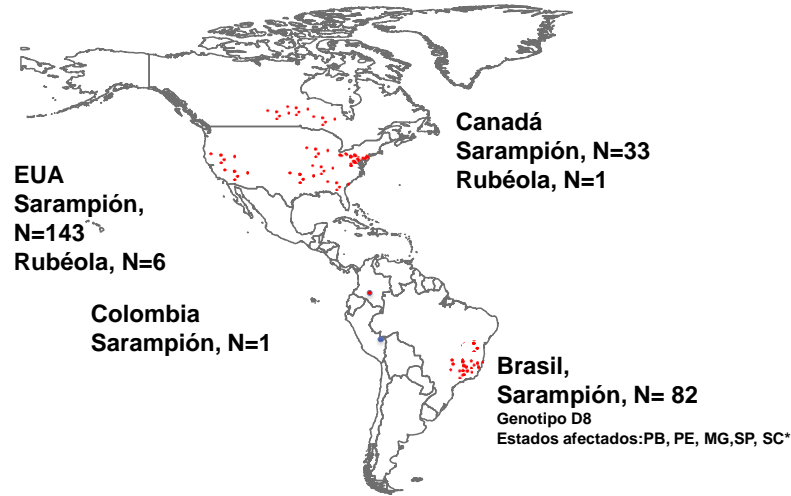 Canadá
Sarampión, N=33
Rubéola, N=1
EUA
Sarampión,
N=143
Rubéola, N=6
Colombia
Sarampión, N=1
Brasil,
Sarampión, N= 82
Genotipo D8
Estados afectados:PB, PE, MG,SP, SC*